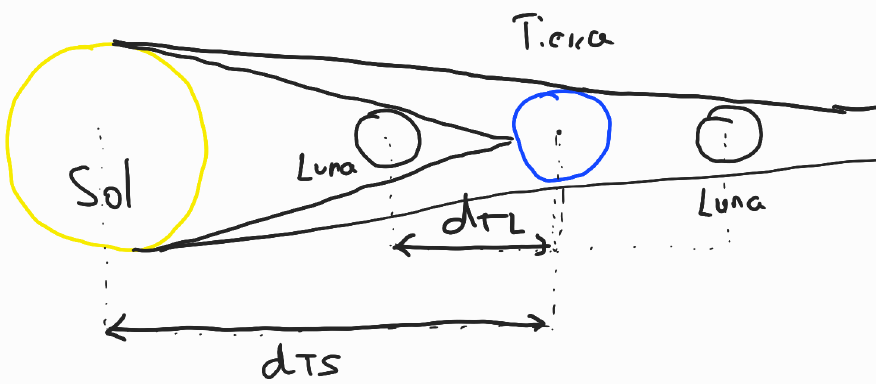 Tierra
Luna
Sol
Luna
dTL
dTS